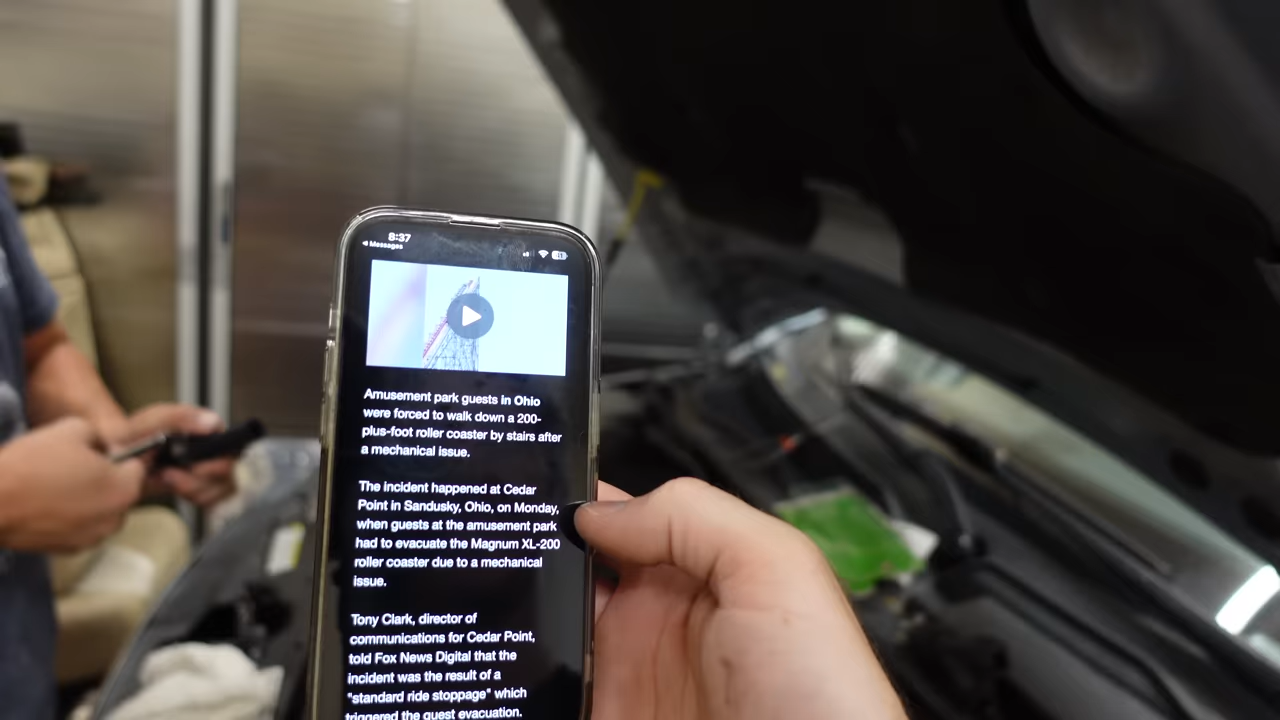 8:37
◀ Messages
Amusement park guests in Ohio
were forced to walk down a 200-
plus-foot roller coaster by stairs after
a mechanical issue.
The incident happened at Cedar
Point in Sandusky, Ohio, on Monday,
when guests at the amusement park
had to evacuate the Magnum XL-200
roller coaster due to a mechanical
issue.
Tony Clark, director of
communications for Cedar Point,
told Fox News Digital that the
incident was the result of a
"standard ride stoppage" which
triggered the guest evacuation.